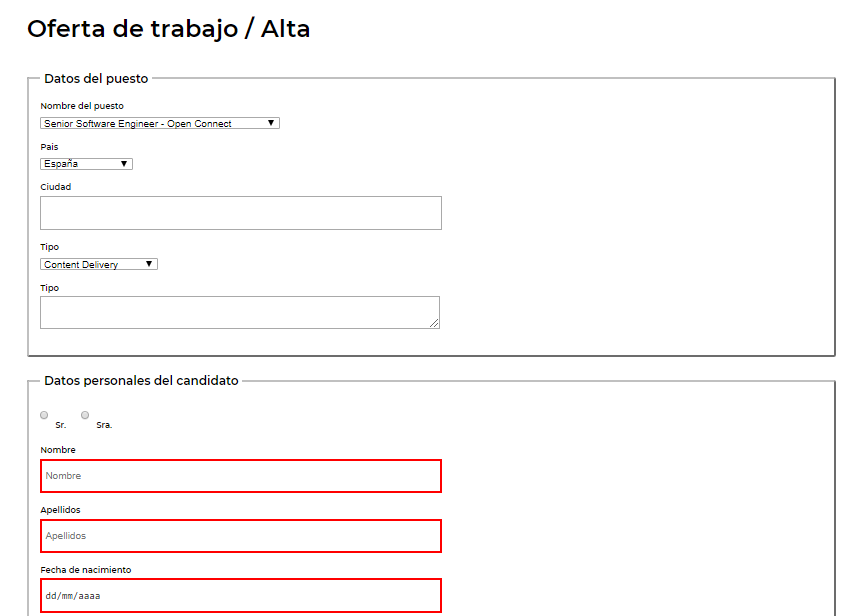 Oferta de trabajo / Alta
Datos del puesto
Nombre del puesto
Senior Software Engineer - Open Connect
Pais
España
Ciudad
Tipo
Content Delivery
Tipo
Datos personales del candidato
Sr. Sra.
Nombre
Nombre
Apellidos
Apellidos
Fecha de nacimiento
dd/mm/aaaa